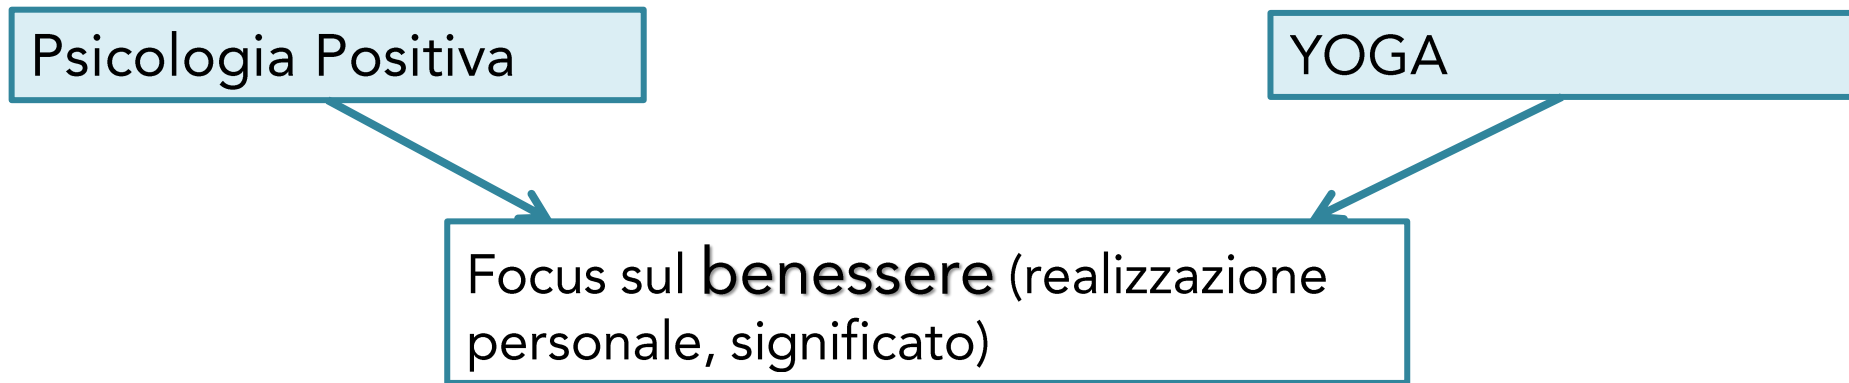 Psicologia Positiva
YOGA
Focus sul benessere (realizzazione
personale, significato)